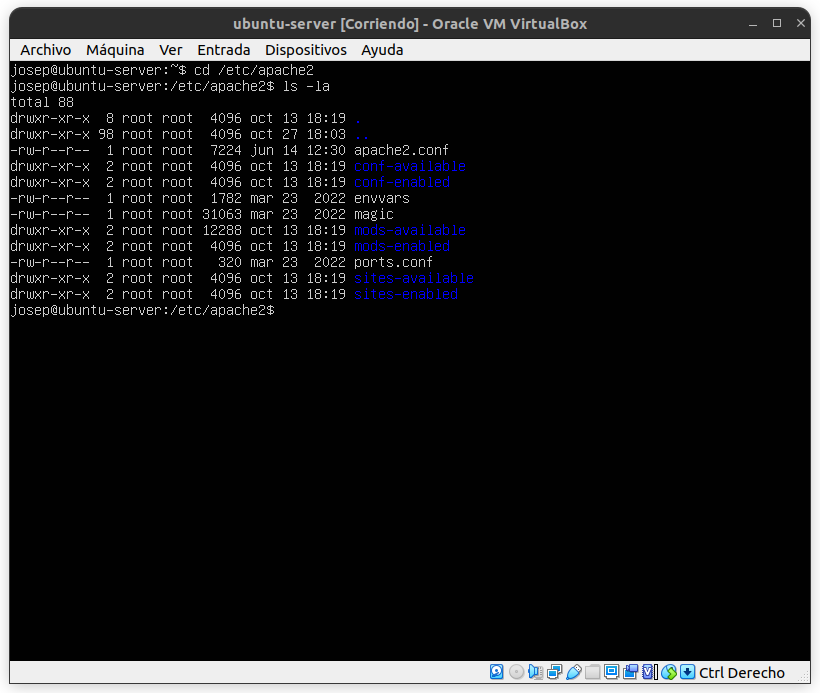 ubuntu-server [Corriendo] - Oracle VM VirtualBox
Archivo Máquina Ver Entrada Dispositivos Ayuda
josep@ubuntu-server:~$ cd /etc/apache2
josep@ubuntu-server:/etc/apache2$ ls -la
total 88
drwxr-xr-x  8 root root  4096 oct 13 18:19 .
drwxr-xr-x 98 root root  4096 oct 27 18:03 ..
-rw-r--r--  1 root root  7224 jun 14 12:30 apache2.conf
drwxr-xr-x  2 root root  4096 oct 13 18:19 conf-available
drwxr-xr-x  2 root root  4096 oct 13 18:19 conf-enabled
-rw-r--r--  1 root root  1782 mar 23  2022 envvars
-rw-r--r--  1 root root 31063 mar 23  2022 magic
drwxr-xr-x  2 root root 12288 oct 13 18:19 mods-available
drwxr-xr-x  2 root root  4096 oct 13 18:19 mods-enabled
-rw-r--r--  1 root root   320 mar 23  2022 ports.conf
drwxr-xr-x  2 root root  4096 oct 13 18:19 sites-available
drwxr-xr-x  2 root root  4096 oct 13 18:19 sites-enabled
josep@ubuntu-server:/etc/apache2$
Ctrl Derecho